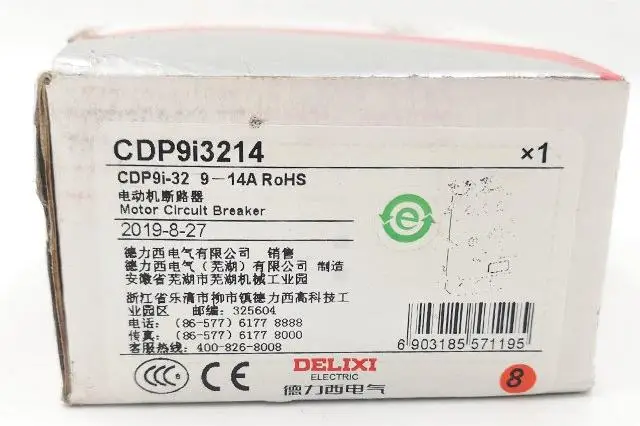 CDP9i3214 ×1
CDP9i-32 9-14A RoHS
电动机断路器
Motor Circuit Breaker
2019-8-27
德力西电气有限公司 销售
德力西电气(芜湖)有限公司 制造
安徽省芜湖市芜湖机械工业园
浙江省乐清市柳市镇德力西高科技工
业园区 邮编: 325604
电话: (86-577) 6177 8888
传真: (86-577) 6177 8000
客服热线: 400-826-8008
e
6 903185 571195
CCC CE DELIXI
ELECTRIC
德力西电气
8